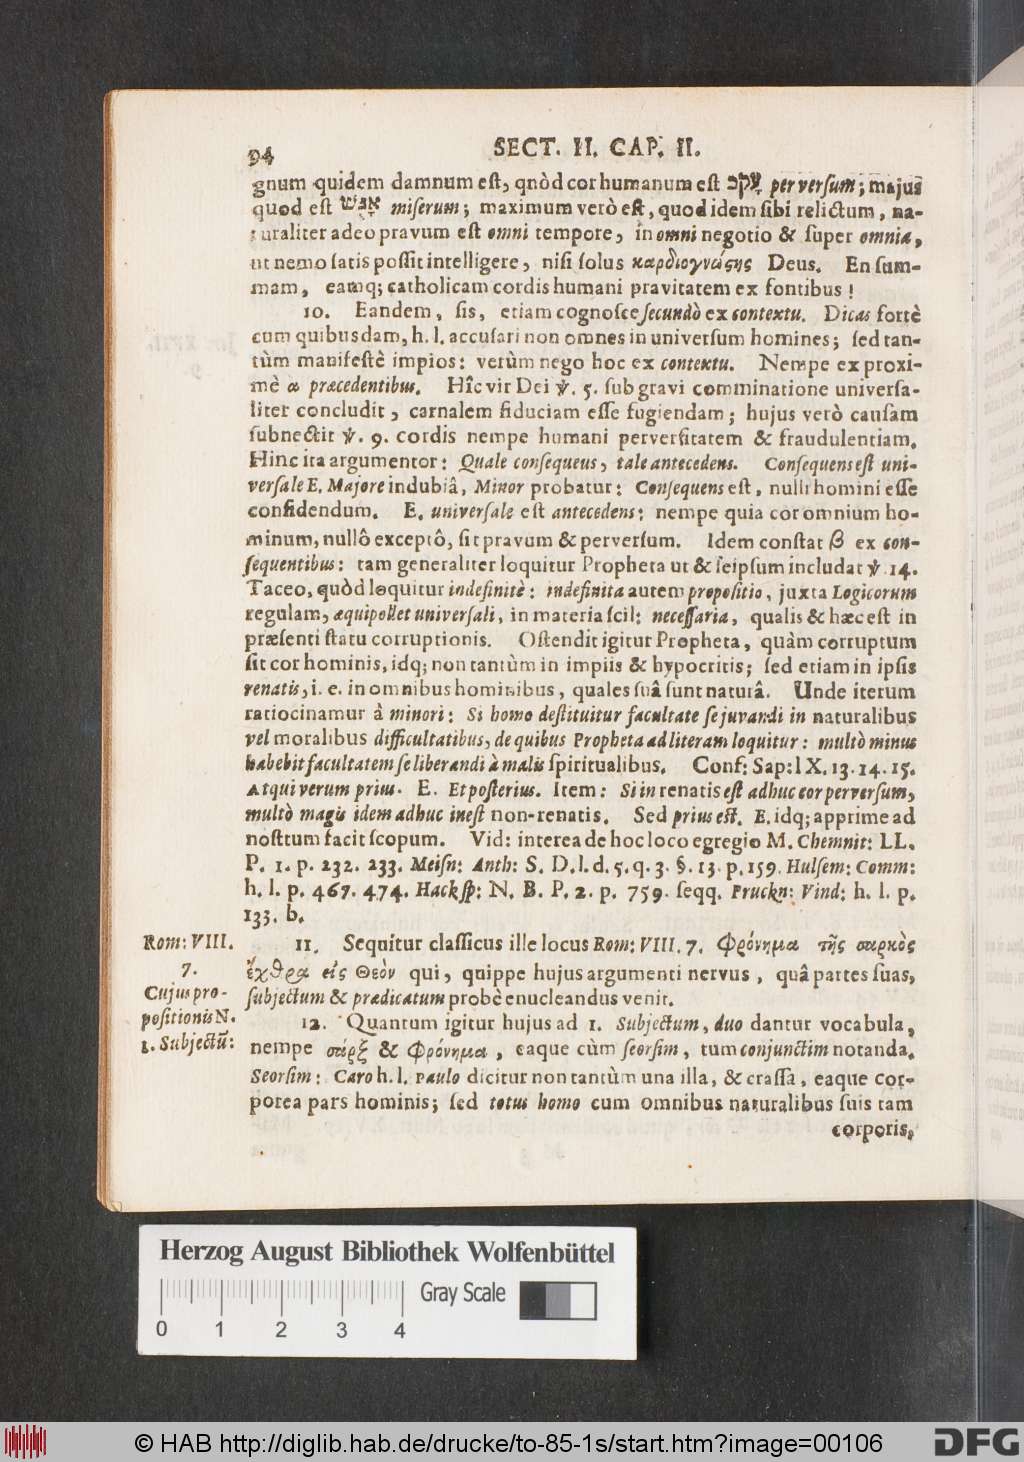 94
SECT. II. CAP. II.
gnum quidem damnum eſt, qnòd cor humanum eſt עָקֹב perverſum; majus
quod eſt אָנֻשׁ miſerum; maximum verò eſt, quod idem ſibi relictum, na-
turaliter adeo pravum eſt omni tempore, in omni negotio & ſuper omnia,
ut nemo ſatis poſſit intelligere, niſi ſolus καρδιογνώςης Deus. En ſum-
mam, eamq; catholicam cordis humani pravitatem ex fontibus!
10. Eandem, ſis, etiam cognoſce ſecundò ex contextu. Dicas fortè
cum quibusdam, h. l. accuſari non omnes in univerſum homines; ſed tan-
tùm manifeſtè impios: verùm nego hoc ex contextu. Nempe ex proxi-
mè α præcedentibus. Hîc vir Dei ℣. 5. ſub gravi comminatione univerſa-
liter concludit, carnalem fiduciam eſſe fugiendam; hujus verò cauſam
ſubnectit ℣. 9. cordis nempe humani perverſitatem & fraudulentiam.
Hinc ita argumentor: Quale conſequeus, tale antecedens. Conſequens eſt uni-
verſale E. Majore indubiâ, Minor probatur: Conſequens eſt, nulli homini eſſe
confidendum. E. univerſale eſt antecedens: nempe quia cor omnium ho-
minum, nullô exceptô, ſit pravum & perverſum. Idem conſtat β ex con-
ſequentibus: tam generaliter loquitur Propheta ut & ſeipſum includat ℣. 14.
Taceo, quòd loquitur indefinitè: indefinita autem propoſitio, juxta Logicorum
regulam, æquipollet univerſali, in materia ſcil: neceſſaria, qualis & hæc eſt in
præſenti ſtatu corruptionis. Oſtendit igitur Propheta, quàm corruptum
ſit cor hominis, idq; non tantùm in impiis & hypocritis; ſed etiam in ipſis
renatis, i. e. in omnibus hominibus, quales ſuâ ſunt naturâ. Unde iterum
ratiocinamur à minori: Si homo deſtituitur facultate ſe juvandi in naturalibus
vel moralibus difficultatibus, de quibus Propheta ad literam loquitur: multò minus
habebit facultatem ſe liberandi à malis ſpiritualibus. Conf: Sap: IX. 13. 14. 15.
Atqui verum prius. E. Et poſterius. Item: Si in renatis eſt adhuc cor perverſum,
multò magis idem adhuc ineſt non-renatis. Sed prius eſt. E. idq; apprime ad
noſttum facit ſcopum. Vid: interea de hoc loco egregio M. Chemnit: LL.
P. 1. p. 232. 233. Meiſn: Anth: S. D. l. d. 5. q. 3. §. 13. p. 159. Hulſem: Comm:
h. l. p. 467. 474. Hackſp: N. B. P. 2. p. 759. ſeqq. Pruckn: Vind: h. l. p.
133. b.
Rom: VIII.
7.
Cujus pro-
poſitionis N.
1. Subjectū:
11. Sequitur claſſicus ille locus Rom: VIII. 7. Φρόνημα τῆς σαρκὸς
ἔχθρα εἰς Θεὸν qui, quippe hujus argumenti nervus, quâ partes ſuas,
ſubjectum & prædicatum probè enucleandus venit.
12. Quantum igitur hujus ad 1. Subjectum, duo dantur vocabula,
nempe σάρξ & Φρόνημα, eaque cùm ſeorſim, tum conjunctim notanda.
Seorſim: Caro h. l. Paulo dicitur non tantùm una illa, & craſſa, eaque cor-
porea pars hominis; ſed totus homo cum omnibus naturalibus ſuis tam
corporis,
Herzog August Bibliothek Wolfenbüttel
Gray Scale
0 1 2 3 4
© HAB http://diglib.hab.de/drucke/to-85-1s/start.htm?image=00106
DFG